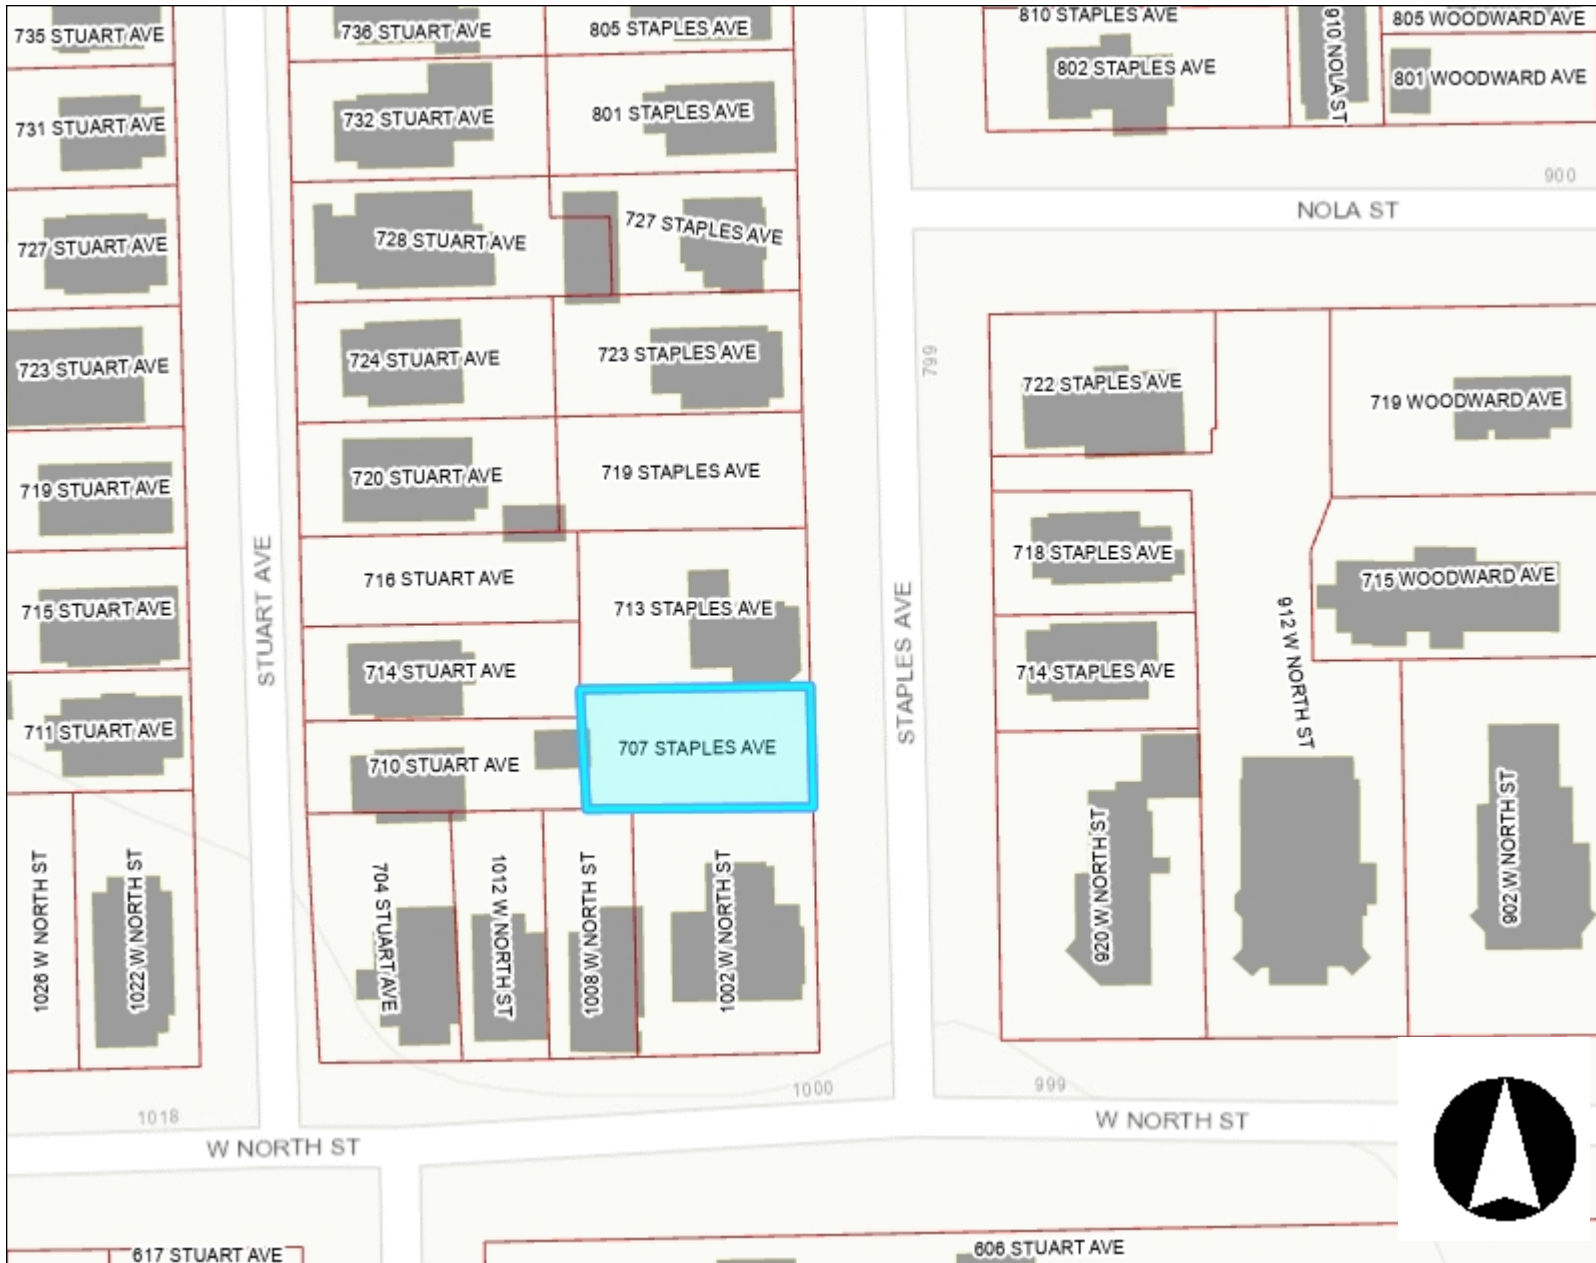 735 STUART AVE
736 STUART AVE
805 STAPLES AVE
810 STAPLES AVE
910 NOLA ST
805 WOODWARD AVE
802 STAPLES AVE
801 WOODWARD AVE
731 STUART AVE
732 STUART AVE
801 STAPLES AVE
900
NOLA ST
727 STUART AVE
728 STUART AVE
727 STAPLES AVE
723 STUART AVE
724 STUART AVE
723 STAPLES AVE
799
722 STAPLES AVE
719 WOODWARD AVE
719 STUART AVE
720 STUART AVE
719 STAPLES AVE
STUART AVE
716 STUART AVE
718 STAPLES AVE
715 WOODWARD AVE
715 STUART AVE
713 STAPLES AVE
STAPLES AVE
714 STUART AVE
714 STAPLES AVE
912 W NORTH ST
711 STUART AVE
710 STUART AVE
707 STAPLES AVE
1026 W NORTH ST
1022 W NORTH ST
704 STUART AVE
1012 W NORTH ST
1008 W NORTH ST
1002 W NORTH ST
920 W NORTH ST
902 W NORTH ST
1018
1000
999
W NORTH ST
W NORTH ST
617 STUART AVE
606 STUART AVE